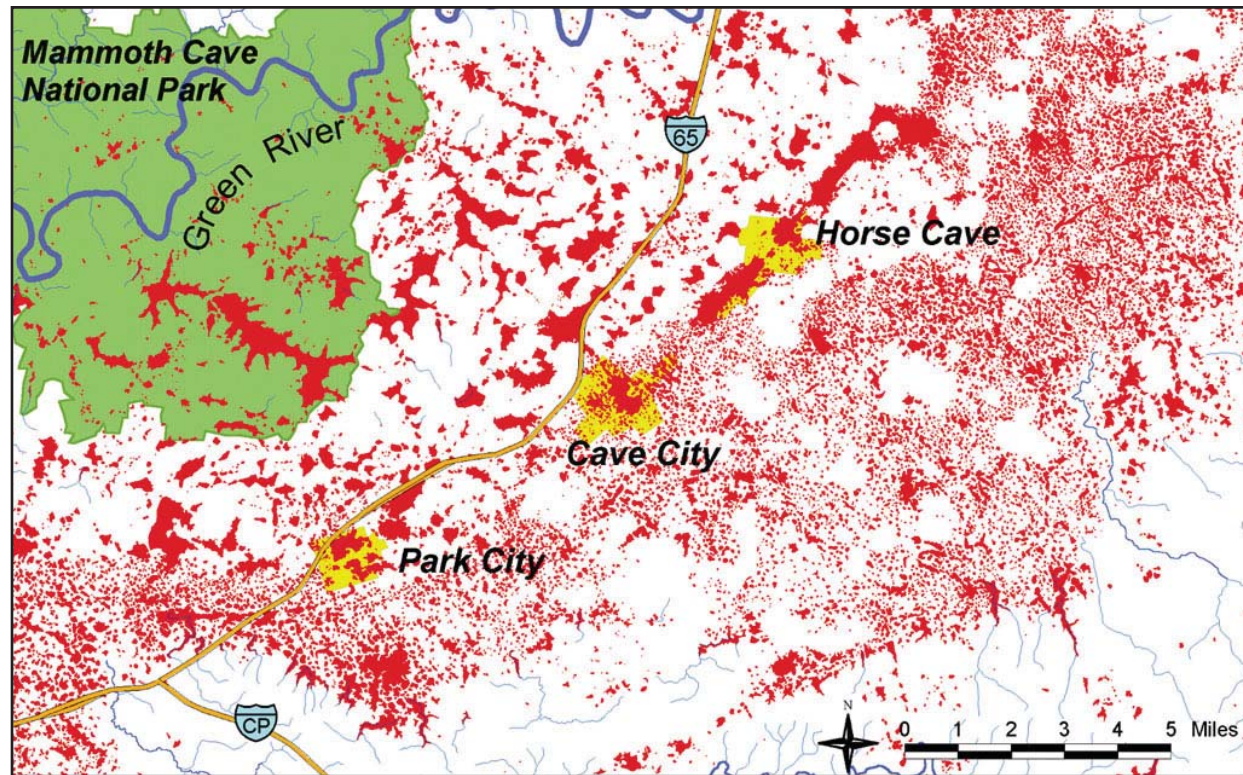 Mammoth Cave
National Park
Green River
65
Horse Cave
Cave City
Park City
CP
N
0 1 2 3 4 5 Miles